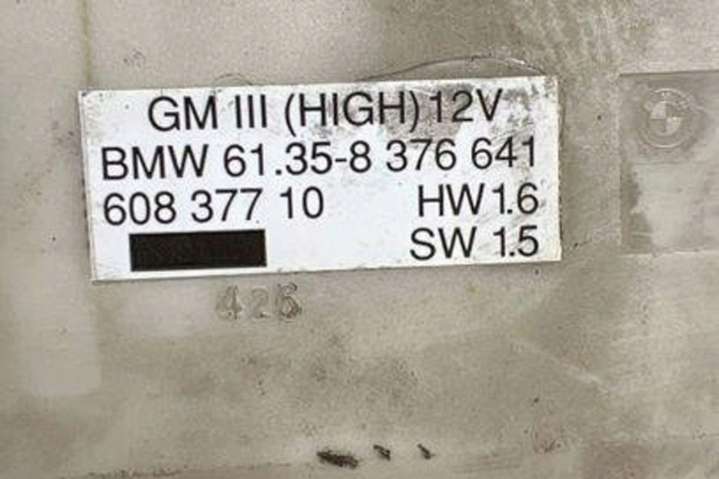 GM III (HIGH) 12V
BMW 61.35-8 376 641
608 377 10 HW 1.6
SW 1.5
426